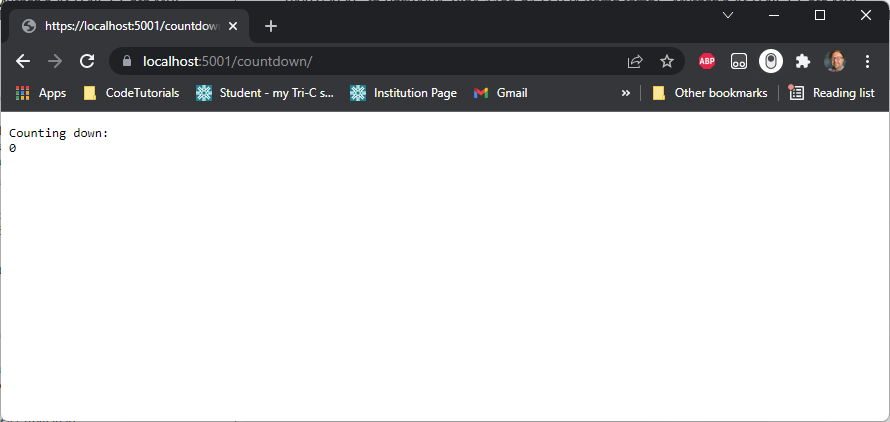 https://localhost:5001/countdown
localhost:5001/countdown/
ABP
Apps
CodeTutorials
Student - my Tri-C s...
Institution Page
Gmail
»
Other bookmarks
Reading list
Counting down:
0